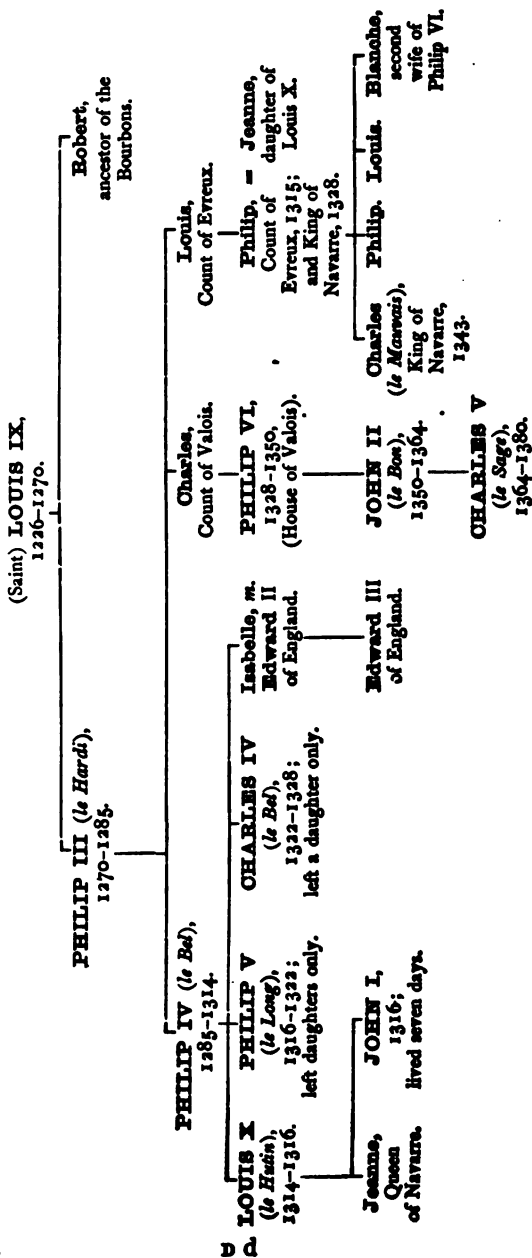 (Saint) LOUIS IX,
1226–1270.
PHILIP III (le Hardi),
1270–1285.
Robert,
ancestor of the
Bourbons.
PHILIP IV (le Bel),
1285–1314.
Charles,
Count of Valois.
Louis,
Count of Evreux.
LOUIS X
(le Hutin),
1314–1316.
PHILIP V
(le Long),
1316–1322;
left daughters only.
CHARLES IV
(le Bel),
1322–1328;
left a daughter only.
Isabelle, m.
Edward II
of England.
PHILIP VI,
1328–1350,
(House of Valois).
Philip, = Jeanne,
Count of daughter of
Evreux, 1315; Louis X.
and King of
Navarre, 1328.
Jeanne,
Queen
of Navarre.
JOHN I,
1316;
lived seven days.
Edward III
of England.
JOHN II
(le Bon),
1350–1364.
Charles
(le Mauvais),
King of
Navarre,
1343.
Philip.
Louis.
Blanche,
second
wife of
Philip VI.
CHARLES V
(le Sage),
1364–1380.